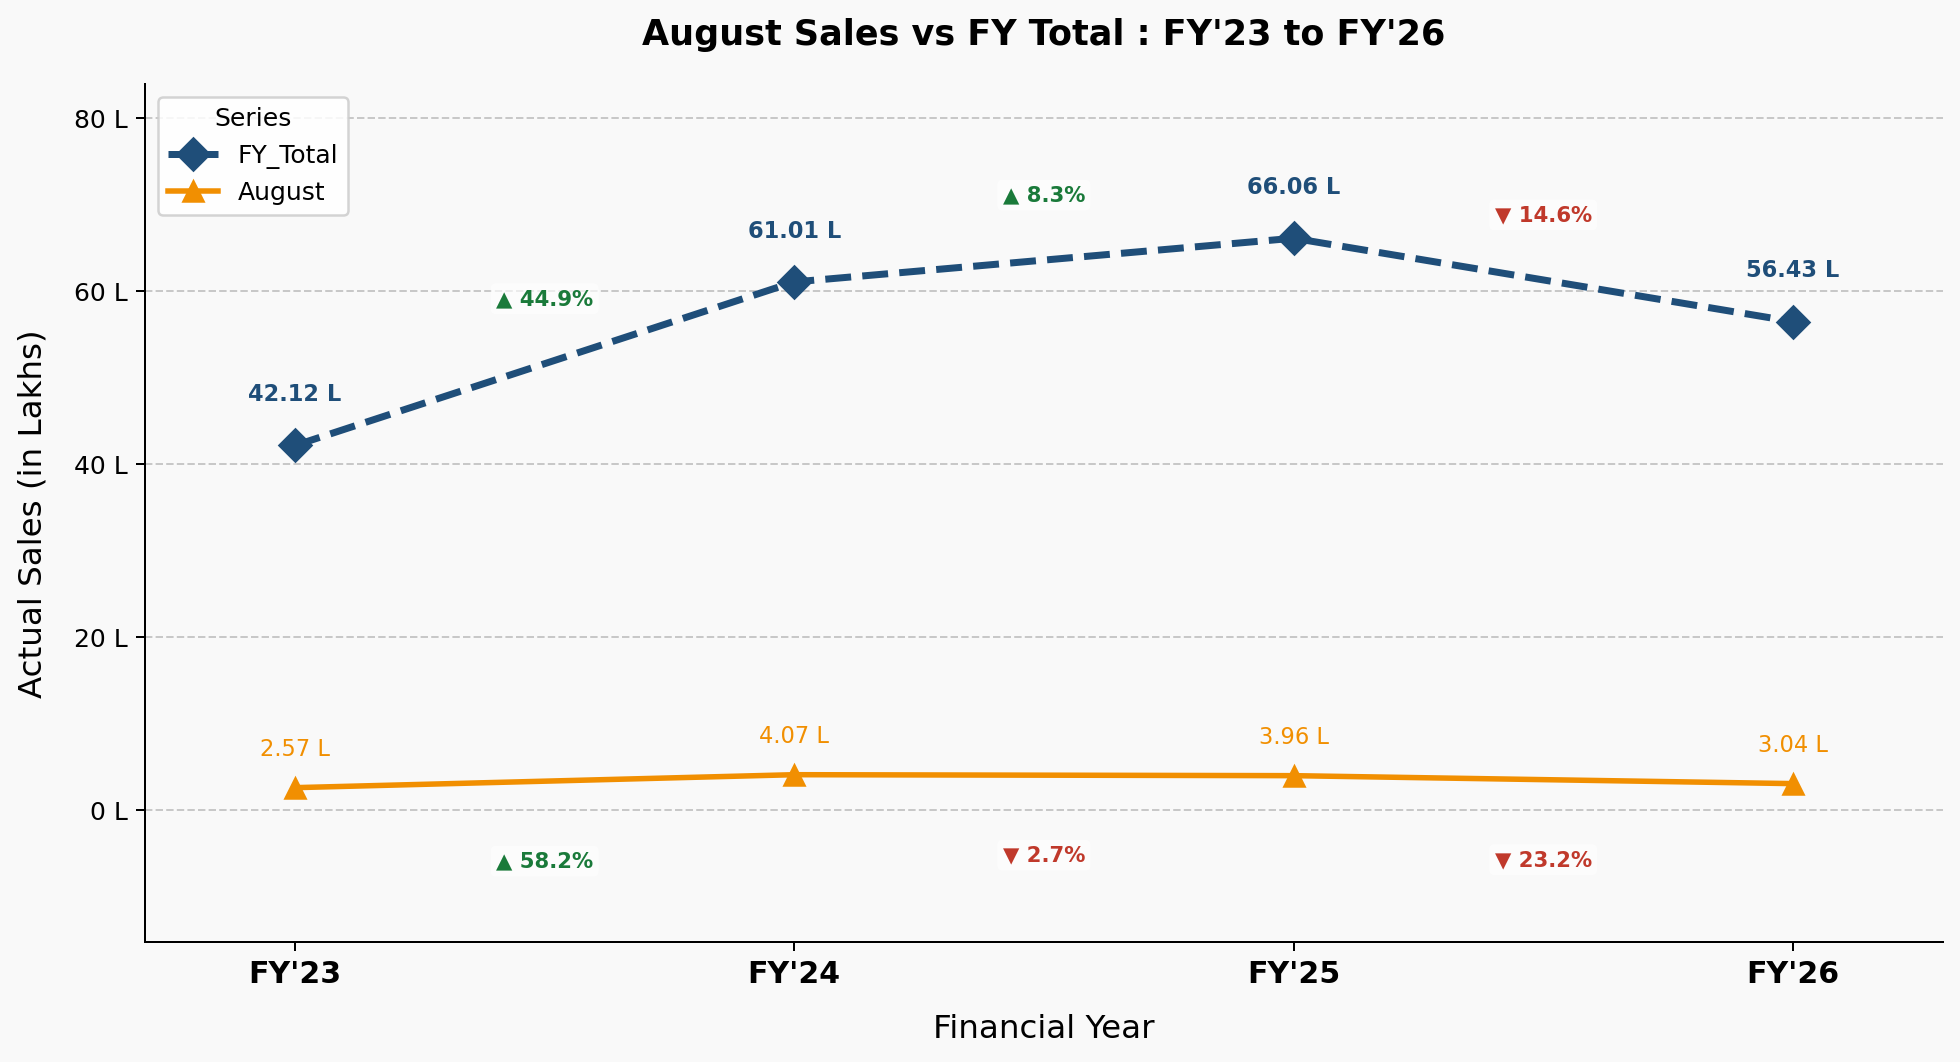 August Sales vs FY Total : FY'23 to FY'26
Actual Sales (in Lakhs)
80 L
60 L
40 L
20 L
0 L
Series
FY_Total
August
42.12 L
▲ 44.9%
61.01 L
▲ 8.3%
66.06 L
▼ 14.6%
56.43 L
2.57 L
4.07 L
3.96 L
3.04 L
▲ 58.2%
▼ 2.7%
▼ 23.2%
FY'23
FY'24
FY'25
FY'26
Financial Year